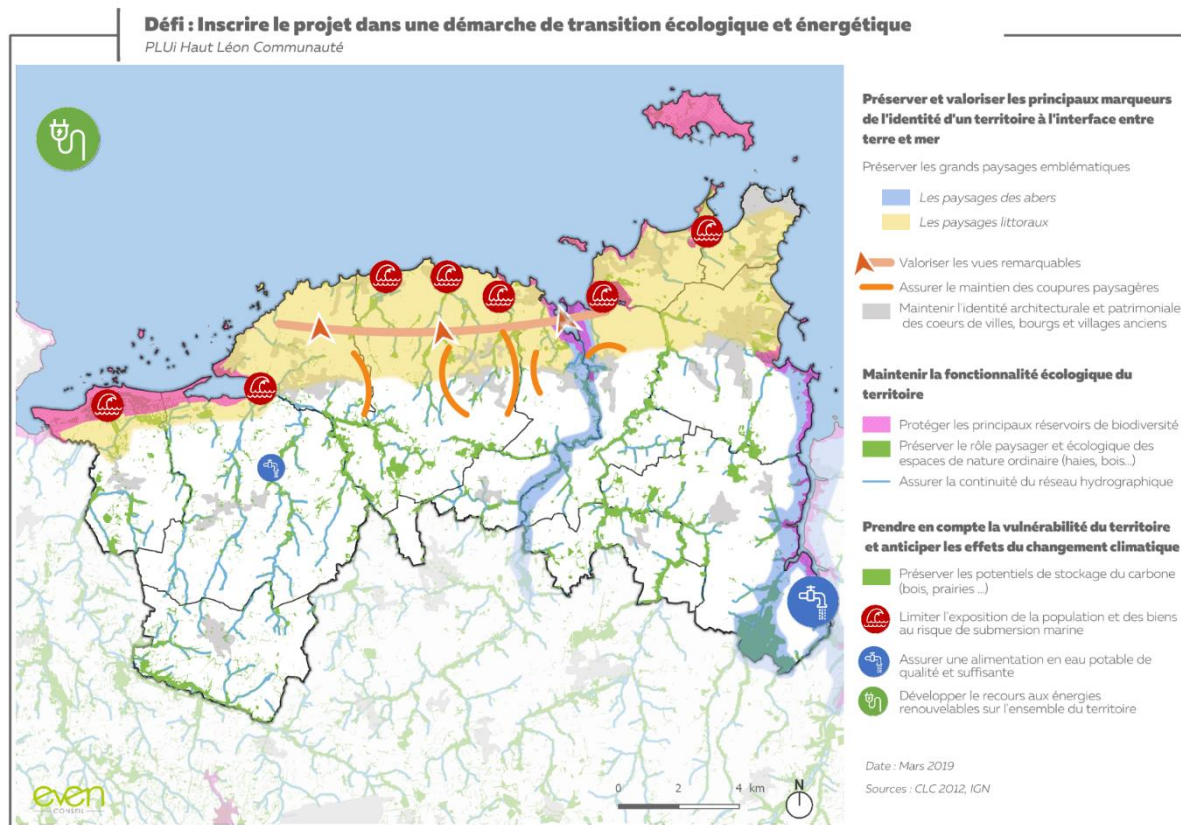 Défi : Inscrire le projet dans une démarche de transition écologique et énergétique
PLUi Haut Léon Communauté
Préserver et valoriser les principaux marqueurs
de l'identité d'un territoire à l'interface entre
terre et mer
Préserver les grands paysages emblématiques
Les paysages des abers
Les paysages littoraux
Valoriser les vues remarquables
Assurer le maintien des coupures paysagères
Maintenir l'identité architecturale et patrimoniale
des coeurs de villes, bourgs et villages anciens
Maintenir la fonctionnalité écologique du
territoire
Protéger les principaux réservoirs de biodiversité
Préserver le rôle paysager et écologique des
espaces de nature ordinaire (haies, bois...)
Assurer la continuité du réseau hydrographique
Prendre en compte la vulnérabilité du territoire
et anticiper les effets du changement climatique
Préserver les potentiels de stockage du carbone
(bois, prairies ...)
Limiter l'exposition de la population et des biens
au risque de submersion marine
Assurer une alimentation en eau potable de
qualité et suffisante
Développer le recours aux énergies
renouvelables sur l'ensemble du territoire
Date : Mars 2019
Sources : CLC 2012, IGN
even
CONSEIL
0 2 4 km
N